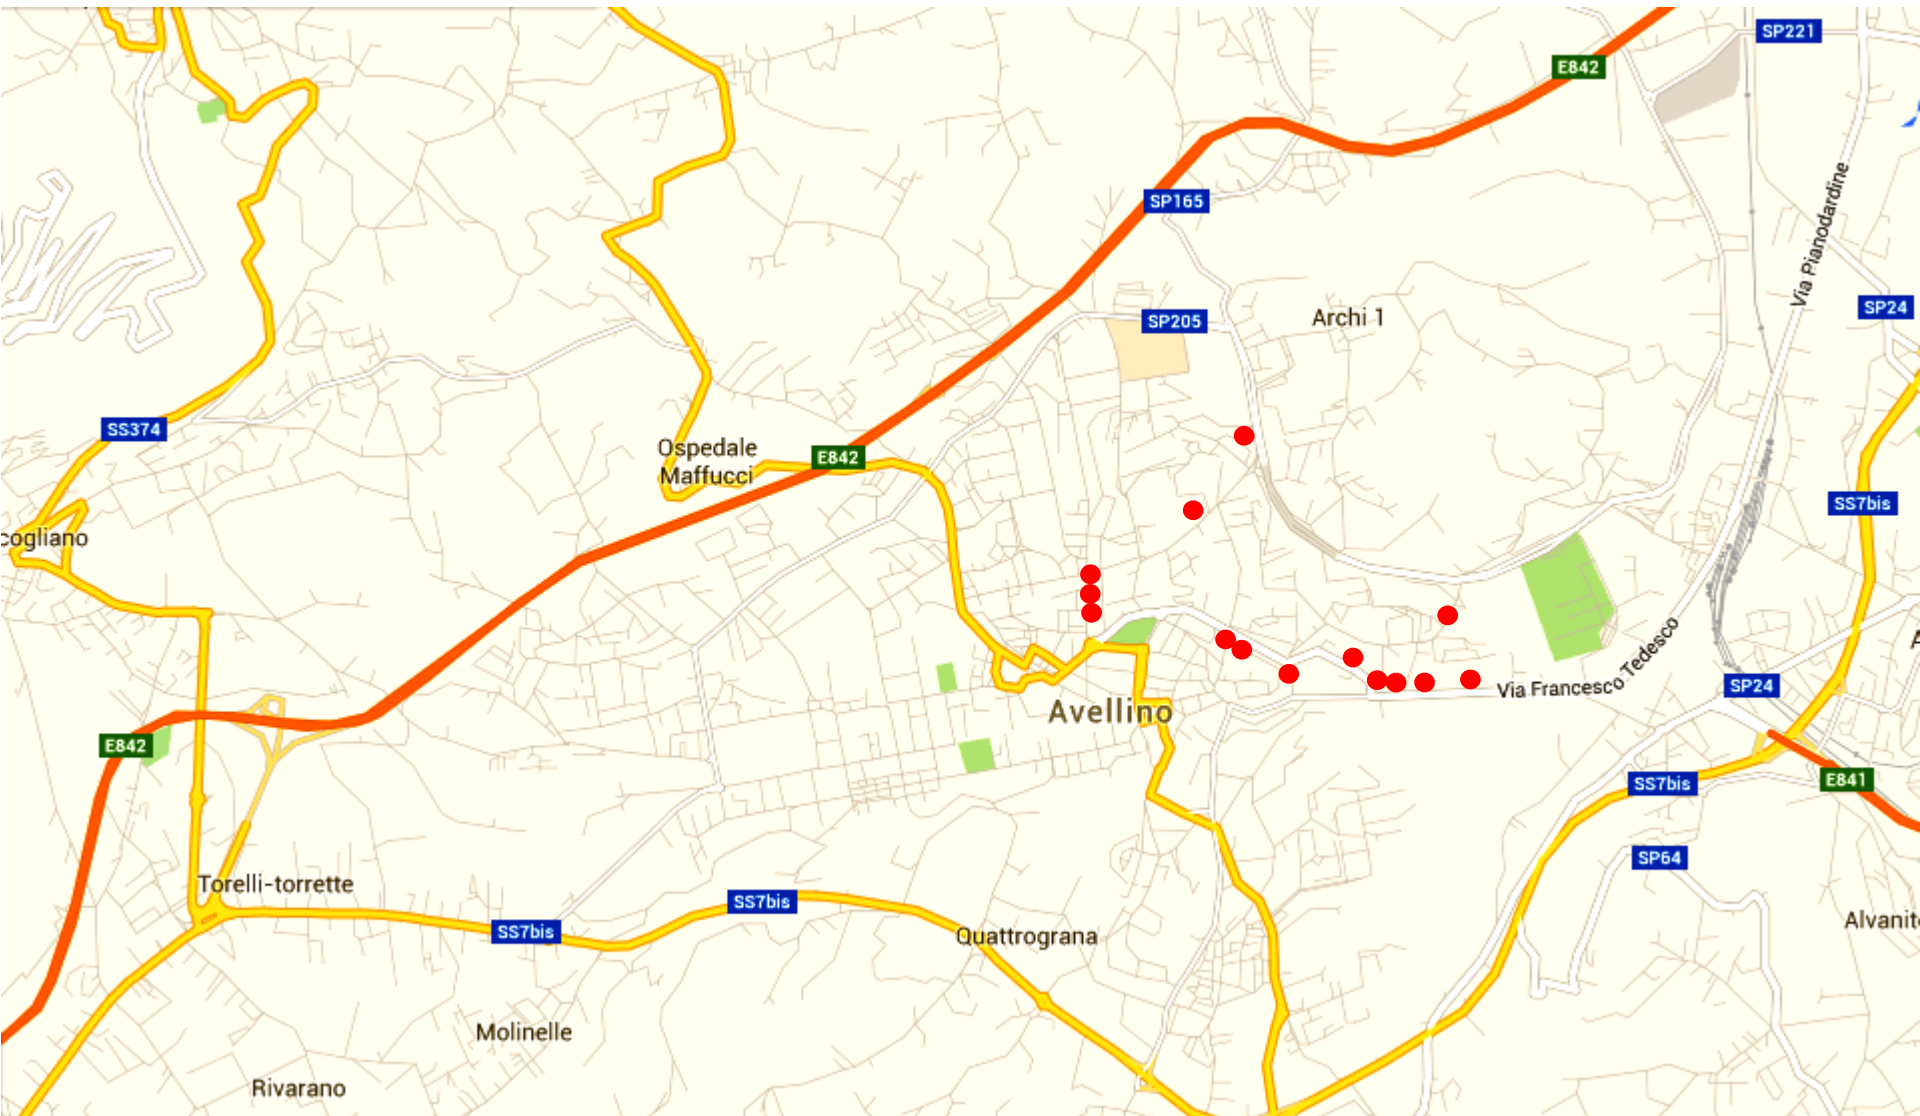 SP221
E842
SP165
Via Pianodardine
SP24
SP205
Archi 1
SS374
Ospedale
Maffucci
E842
SS7bis
cogliano
Via Francesco Tedesco
SP24
Avellino
E842
E841
SS7bis
SP64
Torelli-torrette
SS7bis
SS7bis
Quattrograna
Alvanit
Molinelle
Rivarano